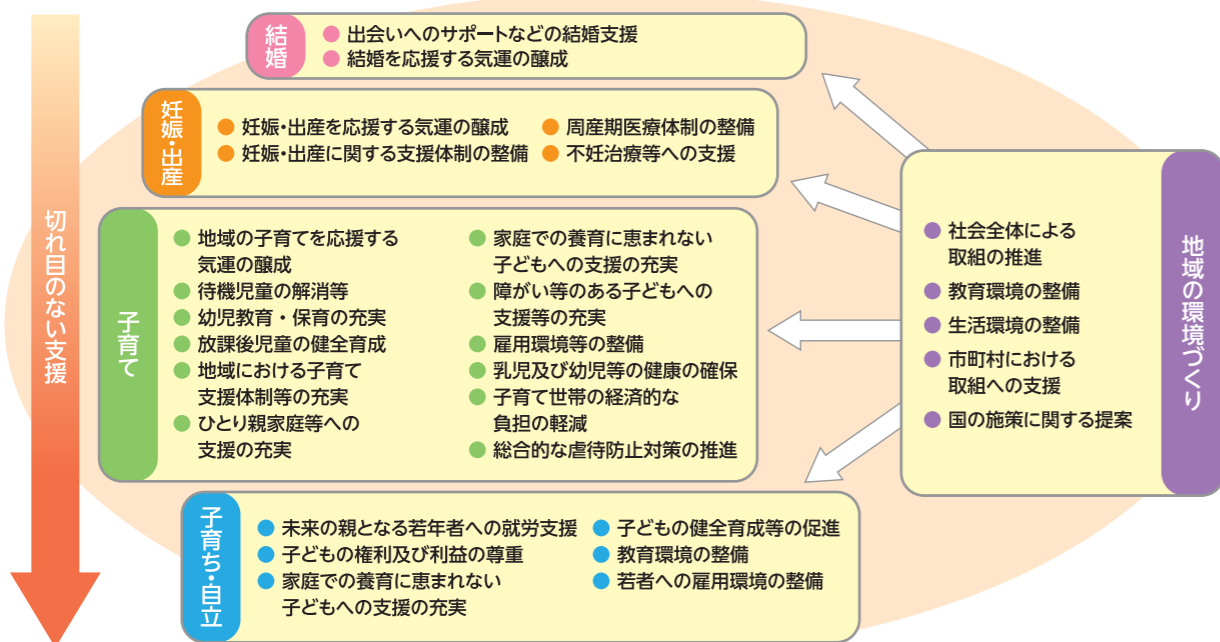 切れ目のない支援
結婚
● 出会いへのサポートなどの結婚支援
● 結婚を応援する気運の醸成
妊娠・出産
● 妊娠・出産を応援する気運の醸成
● 妊娠・出産に関する支援体制の整備
● 周産期医療体制の整備
● 不妊治療等への支援
子育て
● 地域の子育てを応援する
気運の醸成
● 待機児童の解消等
● 幼児教育・保育の充実
● 放課後児童の健全育成
● 地域における子育て
支援体制等の充実
● ひとり親家庭等への
支援の充実
● 家庭での養育に恵まれない
子どもへの支援の充実
● 障がい等のある子どもへの
支援等の充実
● 雇用環境等の整備
● 乳児及び幼児等の健康の確保
● 子育て世帯の経済的な
負担の軽減
● 総合的な虐待防止対策の推進
子育ち・自立
● 未来の親となる若年者への就労支援
● 子どもの権利及び利益の尊重
● 家庭での養育に恵まれない
子どもへの支援の充実
● 子どもの健全育成等の促進
● 教育環境の整備
● 若者への雇用環境の整備
地域の環境づくり
● 社会全体による
取組の推進
● 教育環境の整備
● 生活環境の整備
● 市町村における
取組への支援
● 国の施策に関する提案